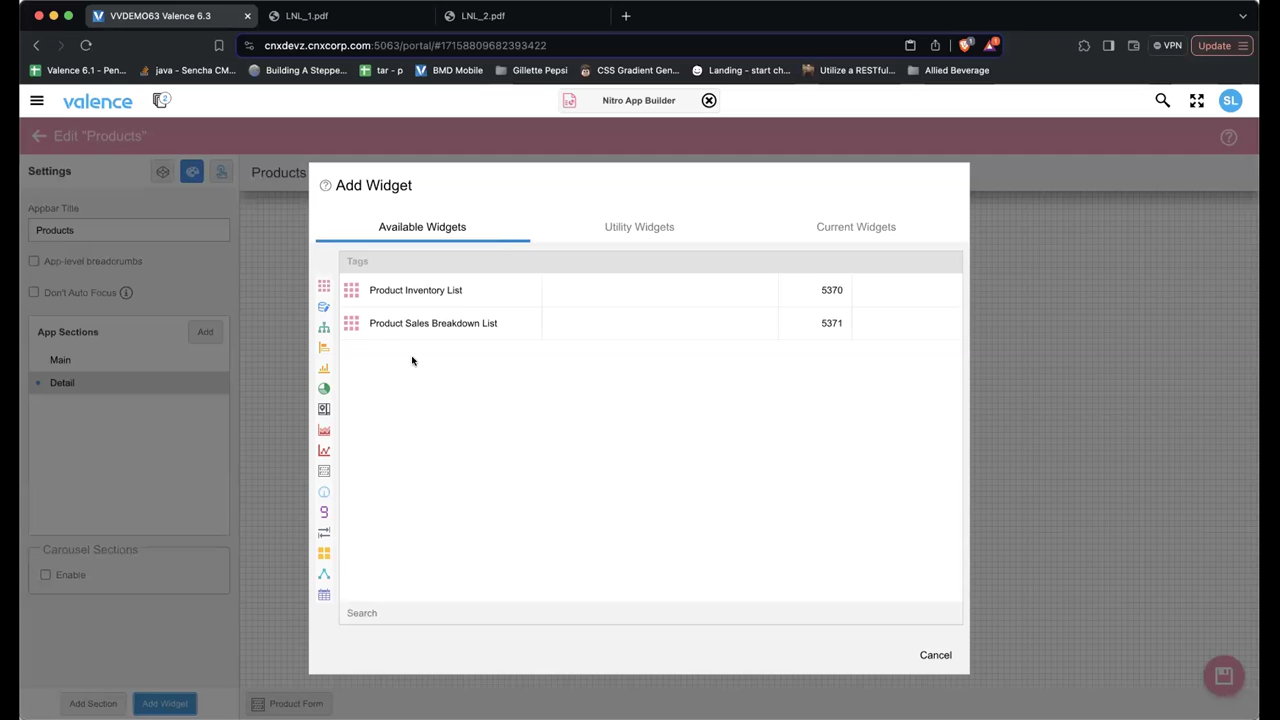 VVDEMO63 Valence 6.3
LNL_1.pdf
LNL_2.pdf
cnxdevz.cnxcorp.com:5063/portal/#17158809682393422
VPN
Update
Valence 6.1 - Pen...
java - Sencha CM...
Building A Steppe...
tar - p
BMD Mobile
Gillette Pepsi
CSS Gradient Gen...
Landing – start ch...
Utilize a RESTful...
Allied Beverage
valence
2
Nitro App Builder
SL
Edit "Products"
Settings
Products
Appbar Title
Products
App-level breadcrumbs
Don't Auto Focus
App Sections
Add
Main
Detail
Carousel Sections
Enable
Add Section
Add Widget
Product Form
Add Widget
Available Widgets
Utility Widgets
Current Widgets
Tags
Product Inventory List
5370
Product Sales Breakdown List
5371
Search
Cancel